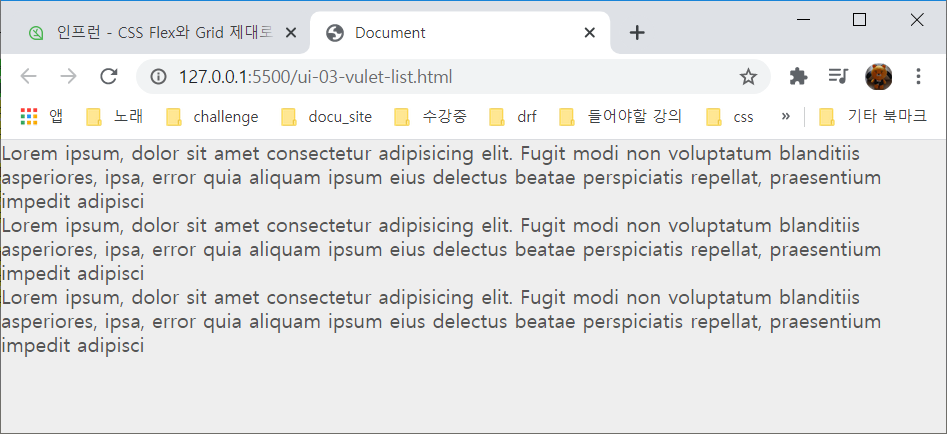 인프런 - CSS Flex와 Grid 제대로
Document
127.0.0.1:5500/ui-03-vulet-list.html
앱 노래 challenge docu_site 수강중 drf 들어야할 강의 css » 기타 북마크
Lorem ipsum, dolor sit amet consectetur adipisicing elit. Fugit modi non voluptatum blanditiis
asperiores, ipsa, error quia aliquam ipsum eius delectus beatae perspiciatis repellat, praesentium
impedit adipisci
Lorem ipsum, dolor sit amet consectetur adipisicing elit. Fugit modi non voluptatum blanditiis
asperiores, ipsa, error quia aliquam ipsum eius delectus beatae perspiciatis repellat, praesentium
impedit adipisci
Lorem ipsum, dolor sit amet consectetur adipisicing elit. Fugit modi non voluptatum blanditiis
asperiores, ipsa, error quia aliquam ipsum eius delectus beatae perspiciatis repellat, praesentium
impedit adipisci